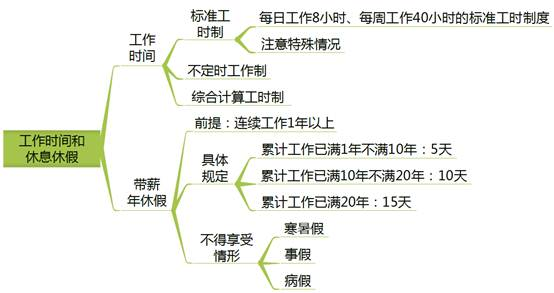 工作时间和
休息休假
工作
时间
标准工
时制
每日工作8小时、每周工作40小时的标准工时制度
注意特殊情况
不定时工作制
综合计算工时制
带薪
年休假
前提：连续工作1年以上
具体
规定
累计工作已满1年不满10年：5天
累计工作已满10年不满20年：10天
累计工作已满20年：15天
不得享受
情形
寒暑假
事假
病假